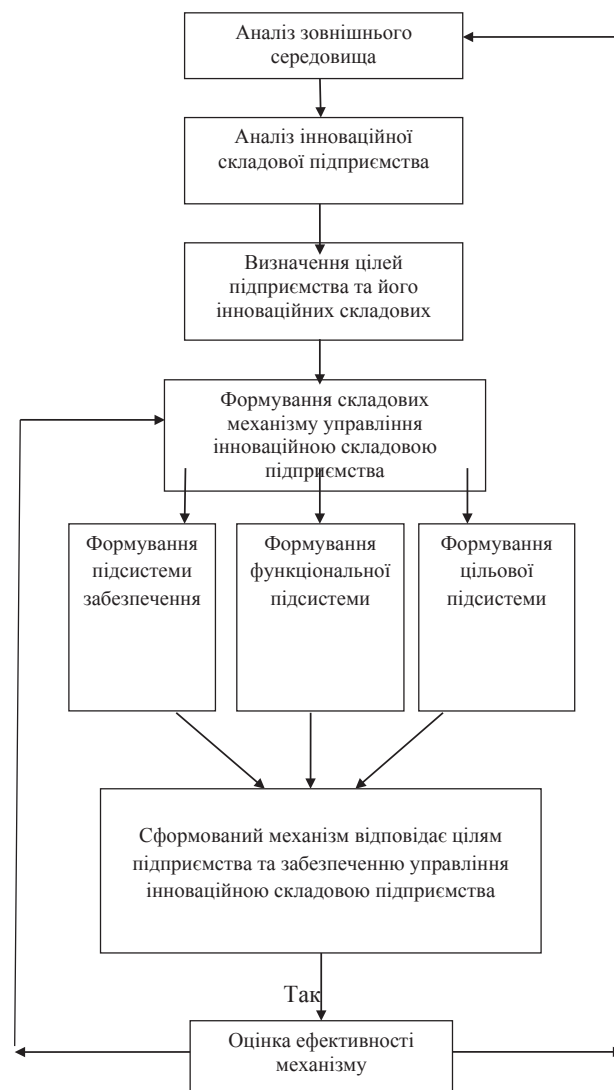 Аналіз зовнішнього
середовища
Аналіз інноваційної
складової підприємства
Визначення цілей
підприємства та його
інноваційних складових
Формування складових
механізму управління
інноваційною складовою
підприємства
Формування
підсистеми
забезпечення
Формування
функціональної
підсистеми
Формування
цільової
підсистеми
Сформований механізм відповідає цілям
підприємства та забезпеченню управління
інноваційною складовою підприємства
Так
Оцінка ефективності
механізму